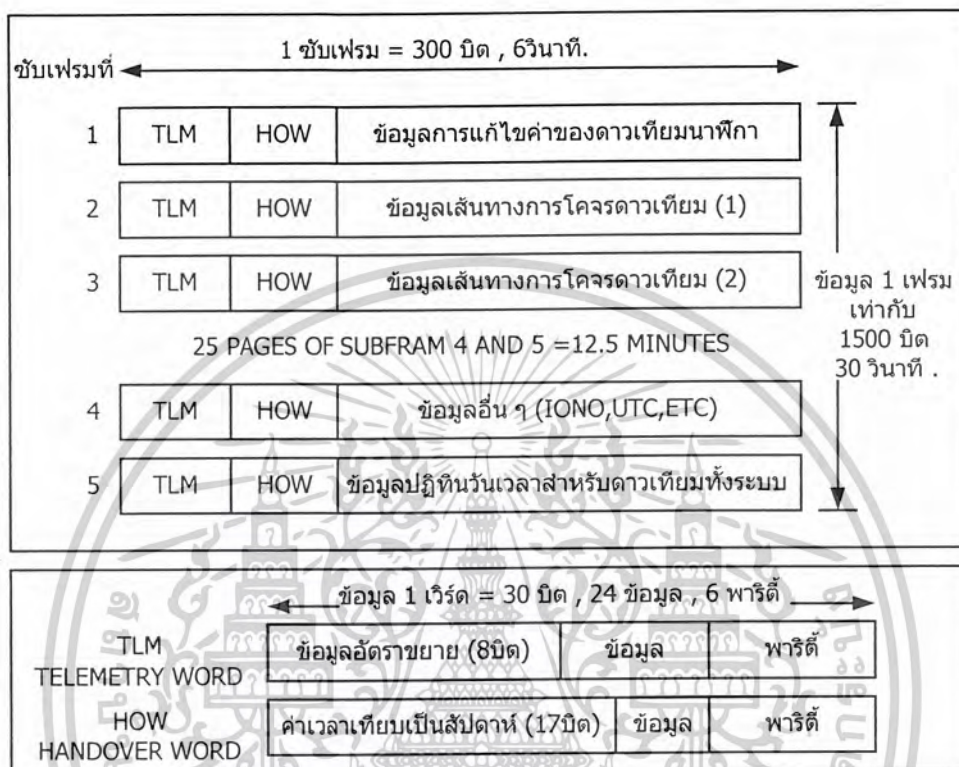 1 ซับเฟรม = 300 บิต , 6วินาที.
ซับเฟรมที่
1 TLM HOW ข้อมูลการแก้ไขค่าของดาวเทียมนาฬิกา
2 TLM HOW ข้อมูลเส้นทางการโคจรดาวเทียม (1)
3 TLM HOW ข้อมูลเส้นทางการโคจรดาวเทียม (2)
ข้อมูล 1 เฟรม
เท่ากับ
1500 บิต
30 วินาที .
25 PAGES OF SUBFRAM 4 AND 5 =12.5 MINUTES
4 TLM HOW ข้อมูลอื่น ๆ (IONO,UTC,ETC)
5 TLM HOW ข้อมูลปฏิทินวันเวลาสำหรับดาวเทียมทั้งระบบ
ข้อมูล 1 เวิร์ด = 30 บิต , 24 ข้อมูล , 6 พาริตี้
TLM
TELEMETRY WORD
ข้อมูลอัตราขยาย (8บิต) ข้อมูล พาริตี้
HOW
HANDOVER WORD
ค่าเวลาเทียบเป็นสัปดาห์ (17บิต) ข้อมูล พาริตี้